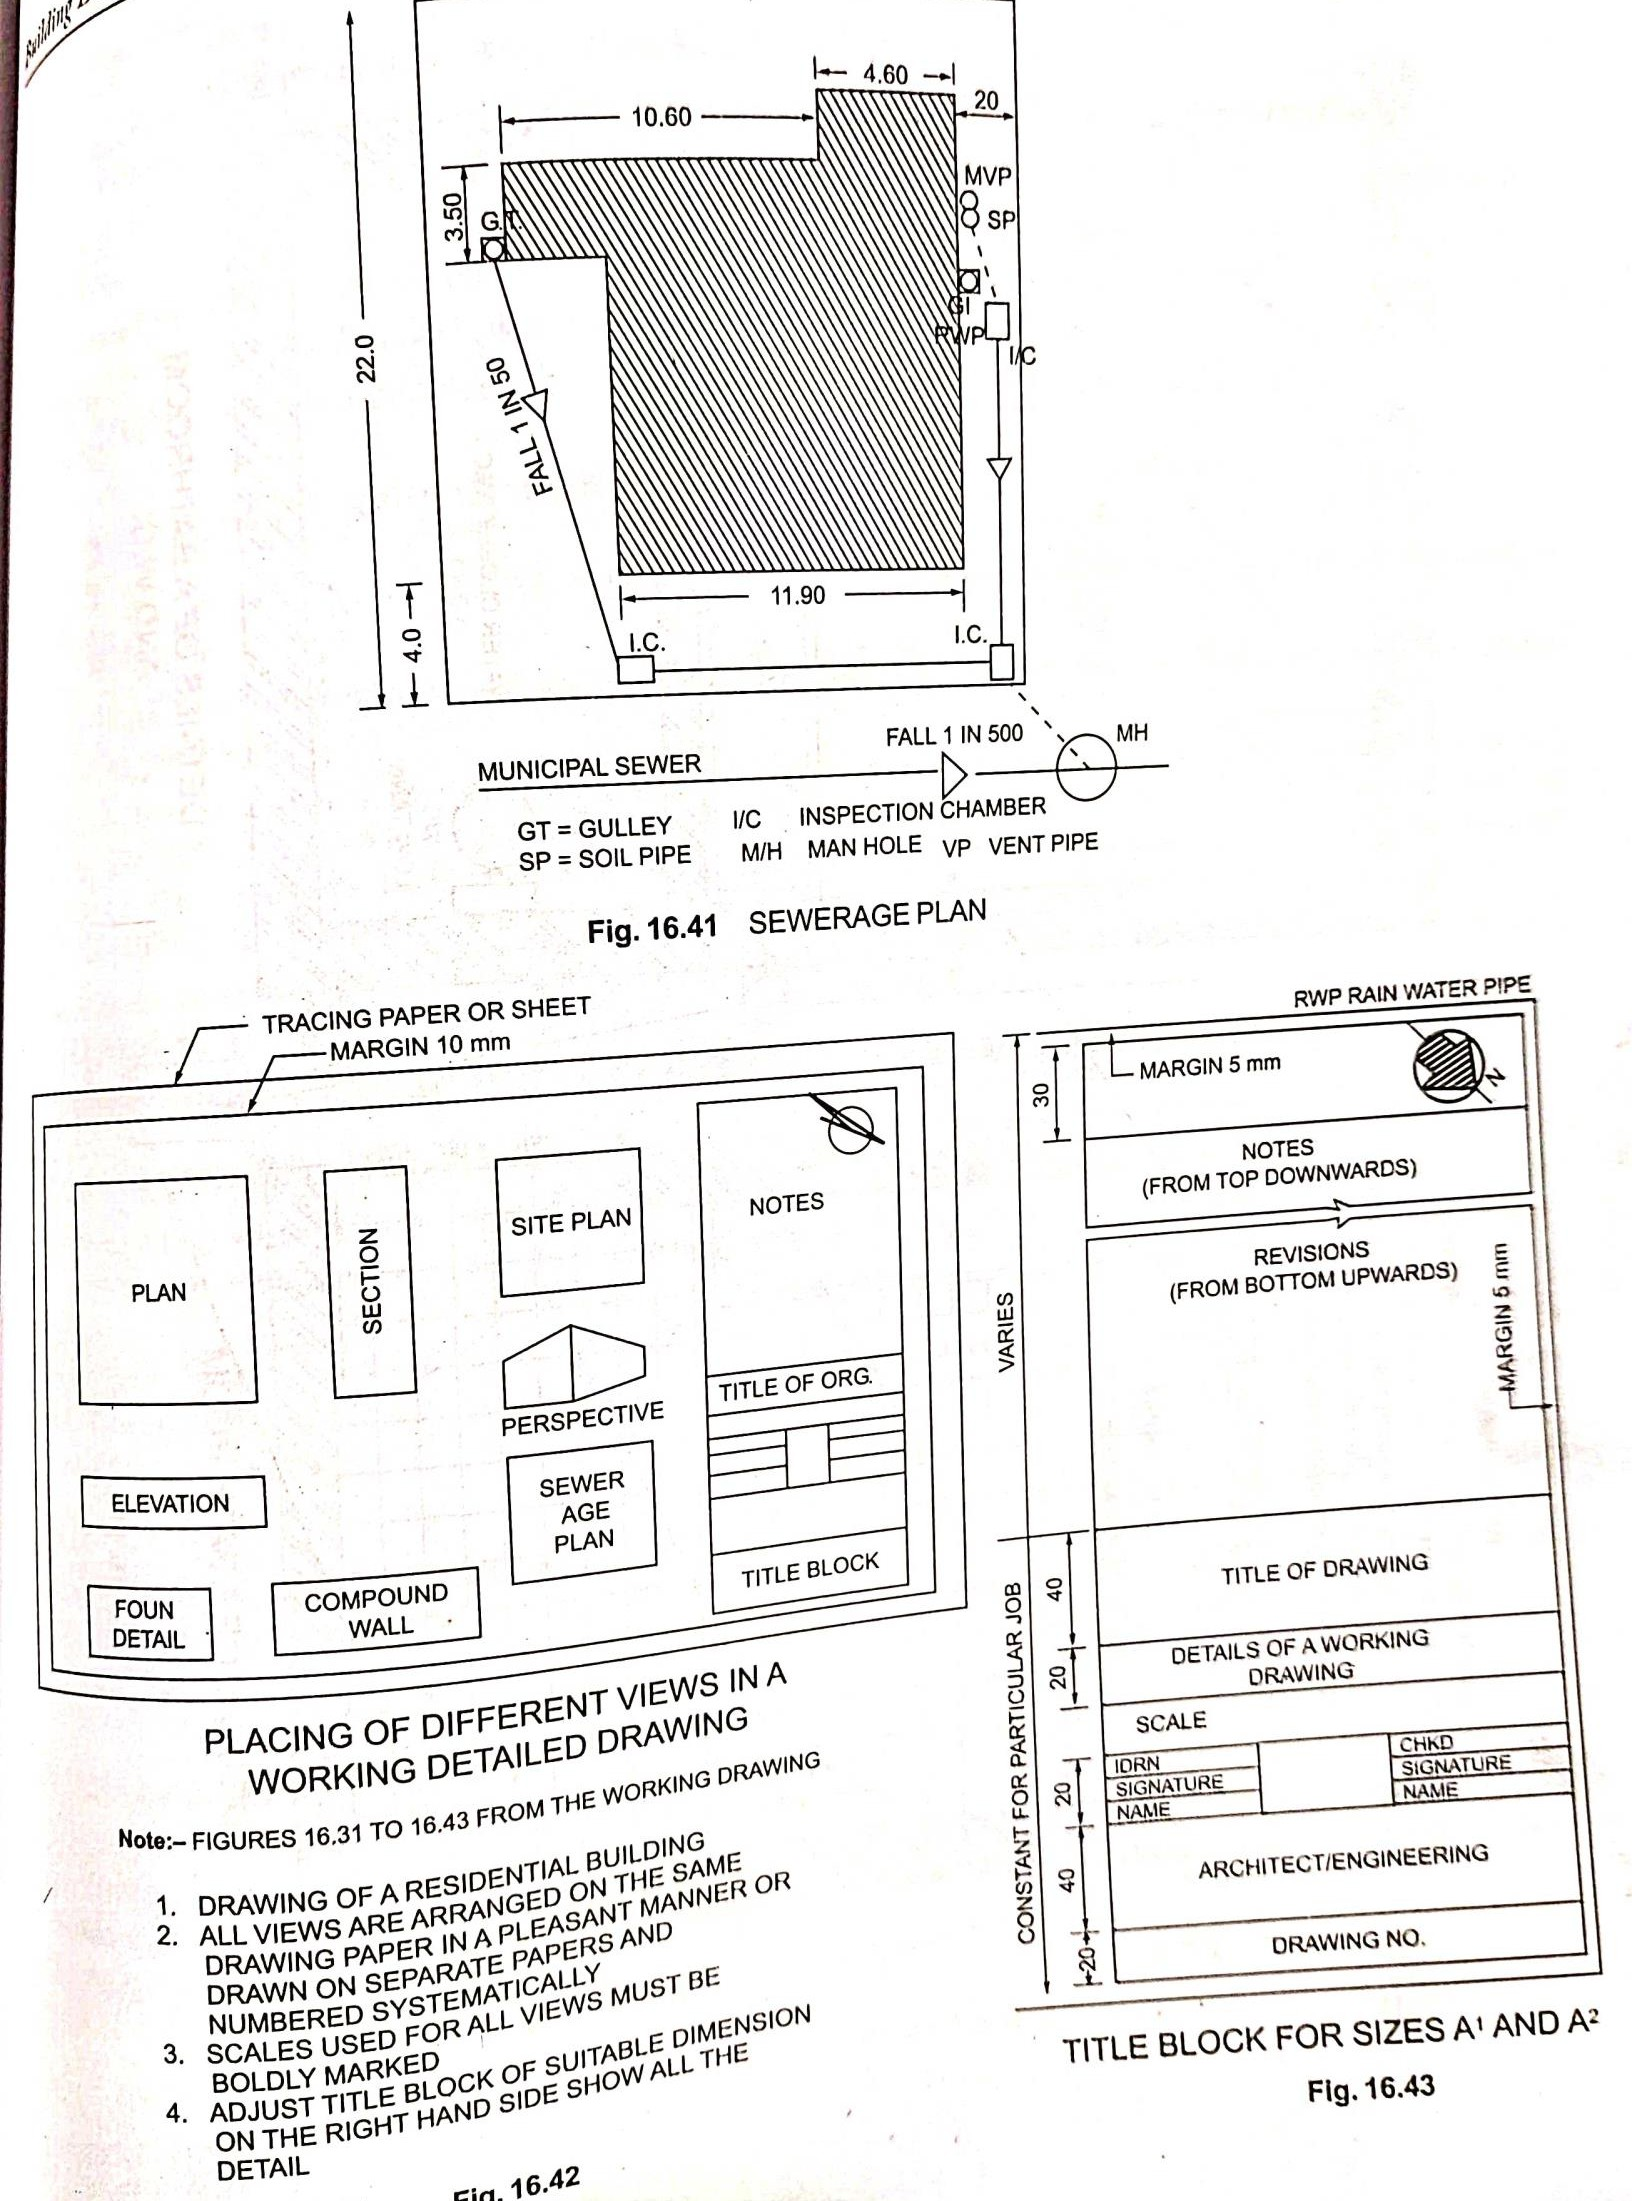 Building
4.60
10.60
20
MVP
3.50
G.T.
SP
GI
RWP
I/C
22.0
FALL 1 IN 50
11.90
4.0
I.C.
I.C.
FALL 1 IN 500
MH
MUNICIPAL SEWER
GT = GULLEY I/C INSPECTION CHAMBER
SP = SOIL PIPE M/H MAN HOLE VP VENT PIPE
Fig. 16.41 SEWERAGE PLAN
TRACING PAPER OR SHEET
MARGIN 10 mm
PLAN
SECTION
SITE PLAN
NOTES
PERSPECTIVE
TITLE OF ORG.
ELEVATION
SEWER
AGE
PLAN
FOUN
DETAIL
COMPOUND
WALL
TITLE BLOCK
PLACING OF DIFFERENT VIEWS IN A
WORKING DETAILED DRAWING
Note:– FIGURES 16.31 TO 16.43 FROM THE WORKING DRAWING
1. DRAWING OF A RESIDENTIAL BUILDING
2. ALL VIEWS ARE ARRANGED ON THE SAME
DRAWING PAPER IN A PLEASANT MANNER OR
DRAWN ON SEPARATE PAPERS AND
NUMBERED SYSTEMATICALLY
3. SCALES USED FOR ALL VIEWS MUST BE
BOLDLY MARKED
4. ADJUST TITLE BLOCK OF SUITABLE DIMENSION
ON THE RIGHT HAND SIDE SHOW ALL THE
DETAIL
Fig. 16.42
RWP RAIN WATER PIPE
MARGIN 5 mm
N
30
NOTES
(FROM TOP DOWNWARDS)
REVISIONS
(FROM BOTTOM UPWARDS)
MARGIN 5 mm
VARIES
CONSTANT FOR PARTICULAR JOB
40
TITLE OF DRAWING
20
DETAILS OF A WORKING
DRAWING
SCALE
20
IDRN
SIGNATURE
NAME
CHKD
SIGNATURE
NAME
40
ARCHITECT/ENGINEERING
20
DRAWING NO.
TITLE BLOCK FOR SIZES A¹ AND A²
Fig. 16.43